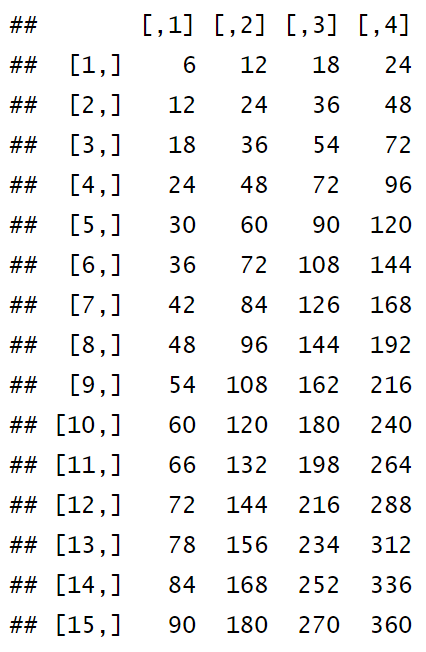 ##       [,1] [,2] [,3] [,4]
##  [1,]    6   12   18   24
##  [2,]   12   24   36   48
##  [3,]   18   36   54   72
##  [4,]   24   48   72   96
##  [5,]   30   60   90  120
##  [6,]   36   72  108  144
##  [7,]   42   84  126  168
##  [8,]   48   96  144  192
##  [9,]   54  108  162  216
## [10,]   60  120  180  240
## [11,]   66  132  198  264
## [12,]   72  144  216  288
## [13,]   78  156  234  312
## [14,]   84  168  252  336
## [15,]   90  180  270  360